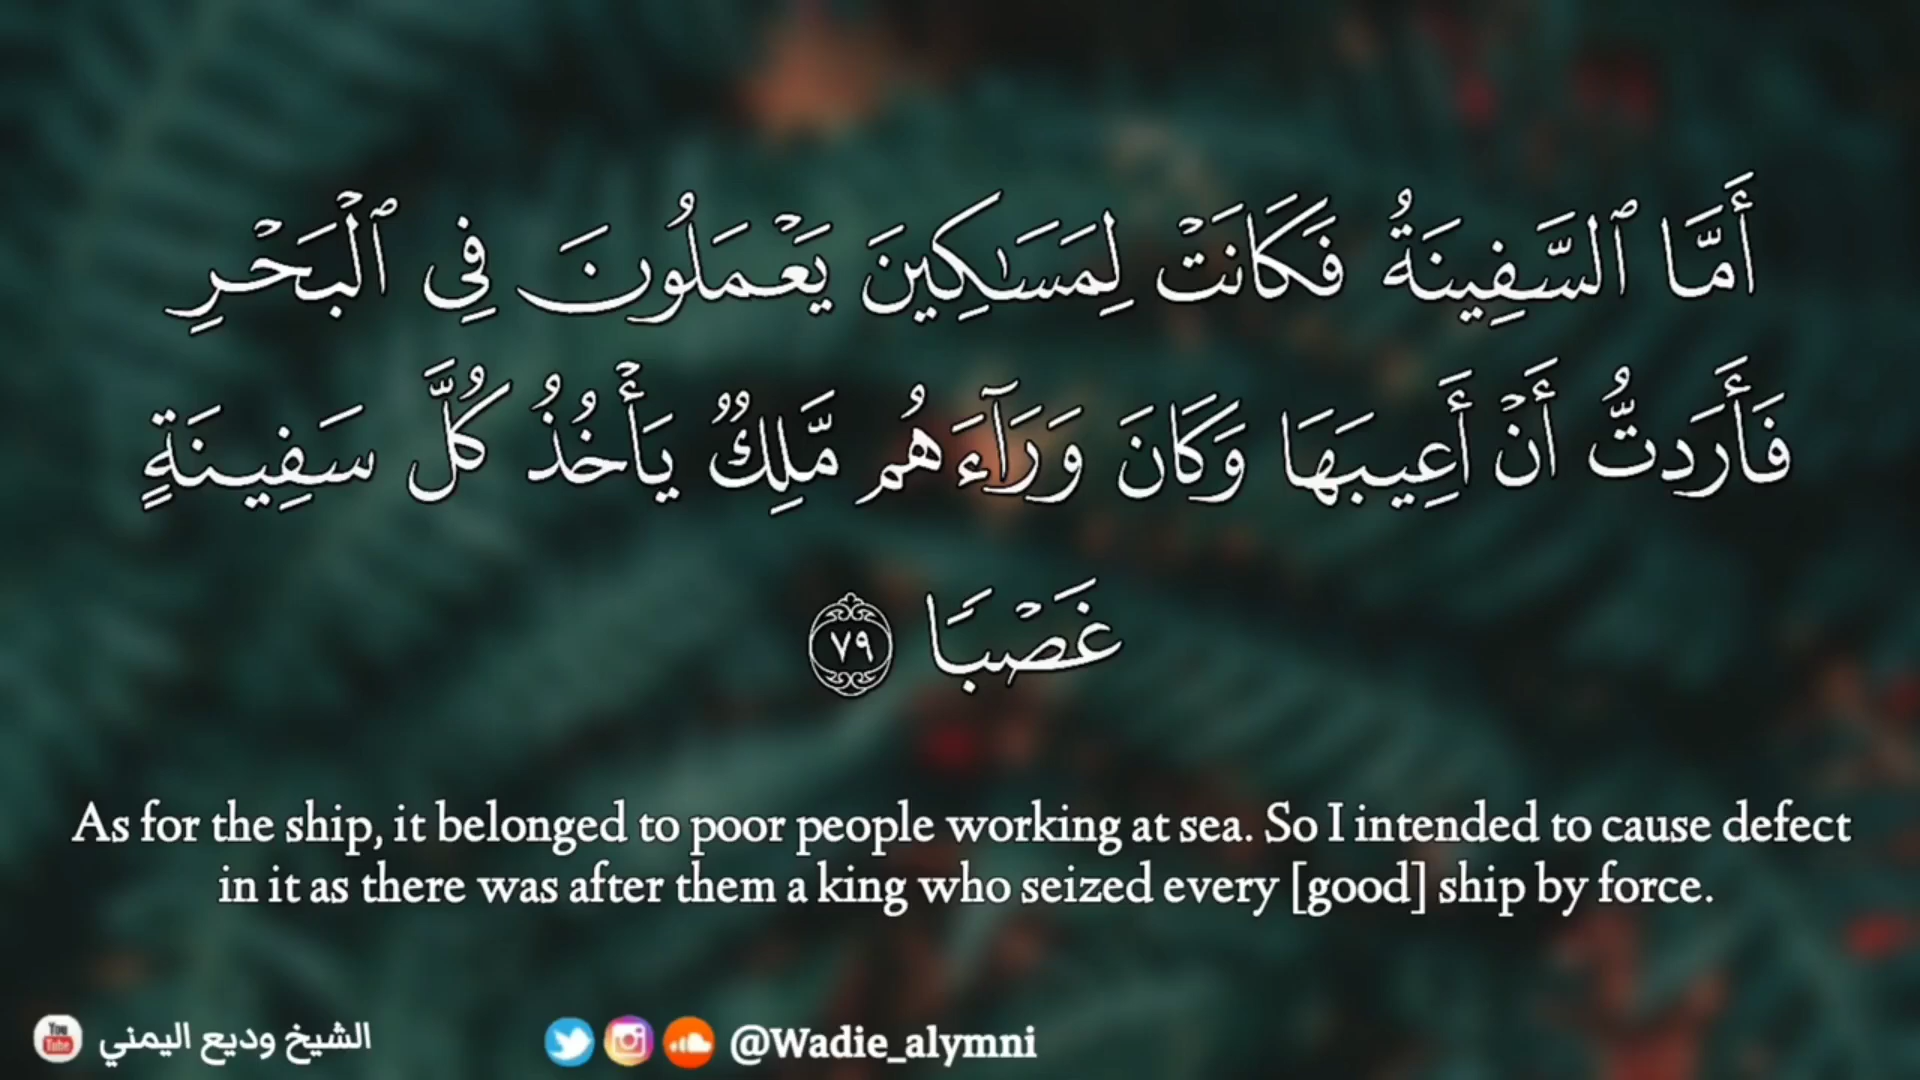 أَمَّا ٱلسَّفِينَةُ فَكَانَتْ لِمَسَـٰكِينَ يَعْمَلُونَ فِى ٱلْبَحْرِ
فَأَرَدتُّ أَنْ أَعِيبَهَا وَكَانَ وَرَآءَهُم مَّلِكٌ يَأْخُذُ كُلَّ سَفِينَةٍ
غَصْبًا ٧٩
As for the ship, it belonged to poor people working at sea. So I intended to cause defect
in it as there was after them a king who seized every [good] ship by force.
You Tube الشيخ وديع اليمني
@Wadie_alymni